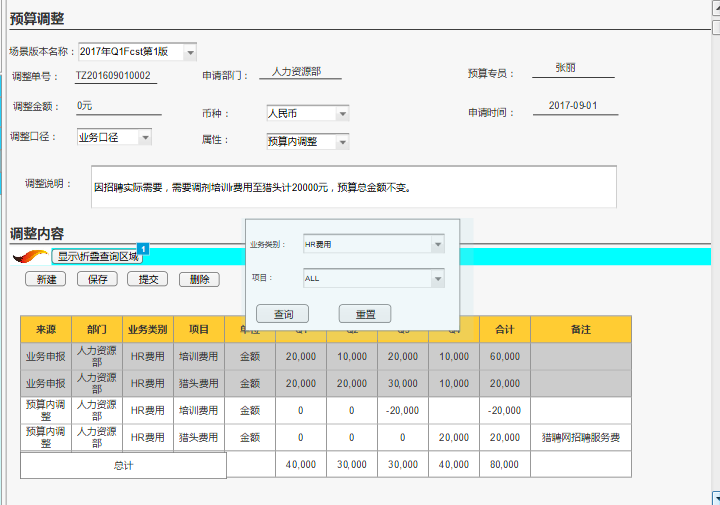 预算调整
场景版本名称： 2017年Q1Fcst第1版
调整单号： TZ201609010002 申请部门： 人力资源部 预算专员： 张丽
调整金额： 0元 币种： 人民币 申请时间： 2017-09-01
调整口径： 业务口径 属性： 预算内调整
调整说明： 因招聘实际需要，需要调剂培训r费用至猎头计20000元，预算总金额不变。
调整内容
显示\折叠查询区域 1
业务类别： HR费用
项目： ALL
查询 重置
新建 保存 提交 删除
来源 部门 业务类别 项目 单位 Q1 Q2 Q3 Q4 合计 备注
业务申报 人力资源部 HR费用 培训费用 金额 20,000 10,000 20,000 10,000 60,000
业务申报 人力资源部 HR费用 猎头费用 金额 20,000 20,000 30,000 10,000 20,000
预算内调整 人力资源部 HR费用 培训费用 金额 0 0 -20,000 -20,000
预算内调整 人力资源部 HR费用 猎头费用 金额 0 0 0 20,000 20,000 猎聘网招聘服务费
总计 40,000 30,000 30,000 40,000 80,000